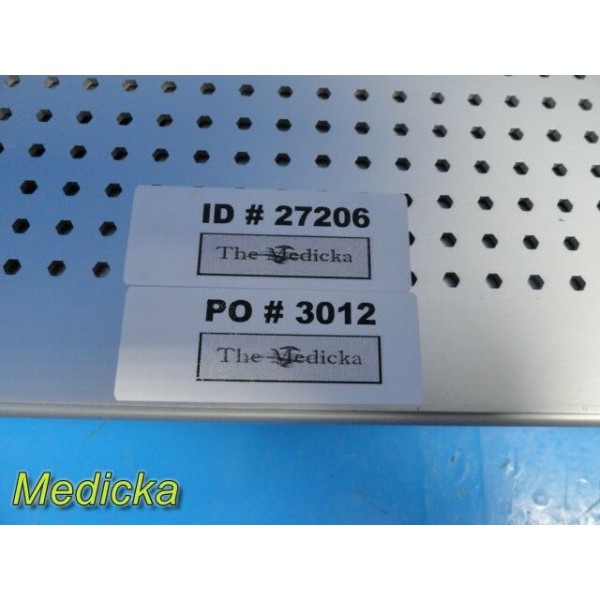 ID # 27206
The Medicka
PO # 3012
The Medicka
Medicka